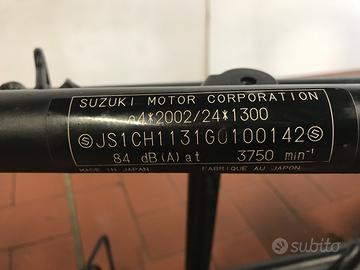 SUZUKI MOTOR CORPORATION
e4*2002/24*1300
ⓈJS1CH1131G0100142Ⓢ
84 dB(A) at 3750 min⁻¹
MADE IN JAPAN FABRIQUE AU JAPON
subito